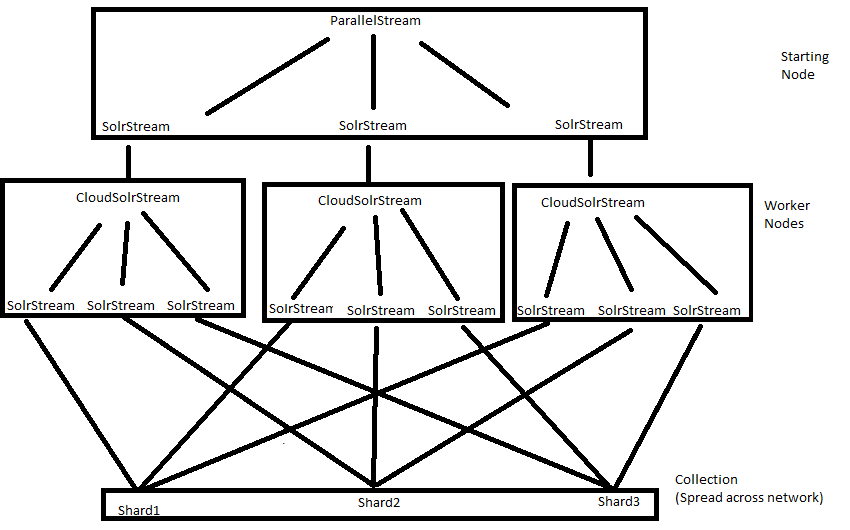 ParallelStream
Starting
Node
SolrStream
SolrStream
SolrStream
CloudSolrStream
CloudSolrStream
CloudSolrStream
Worker
Nodes
SolrStream
SolrStream
SolrStream
SolrStream
SolrStream
SolrStream
SolrStream
SolrStream
SolrStream
Collection
(Spread across network)
Shard1
Shard2
Shard3